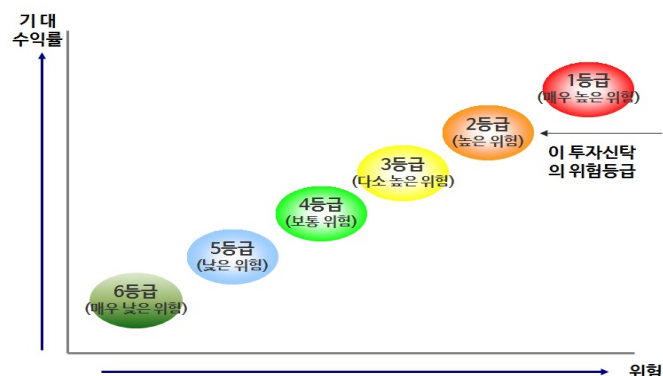 기 대
수익률
1등급
(매우 높은 위험)
2등급
(높은 위험)
이 투자신탁
의 위험등급
3등급
(다소 높은 위험)
4등급
(보통 위험)
5등급
(낮은 위험)
6등급
(매우 낮은 위험)
위험